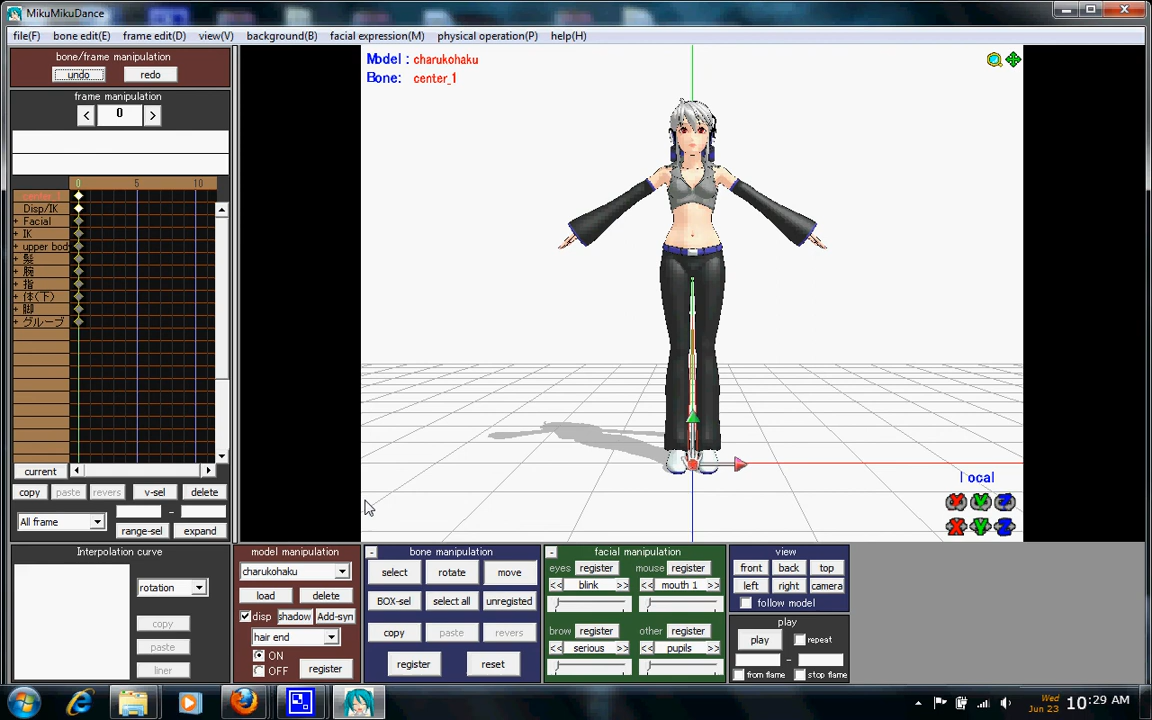 MikuMikuDance
file(F) bone edit(E) frame edit(D) view(V) background(B) facial expression(M) physical operation(P) help(H)
bone/frame manipulation
undo redo
frame manipulation
< 0 >
0 5 10
center_1
Disp/IK
+ Facial
+ IK
+ upper bod
+ 髪
+ 腕
+ 指
+ 体(下)
+ 脚
+ グループ
current
copy paste revers v-sel delete
All frame -
range-sel expand
Model : charukohaku
Bone: center_1
local
X Y Z
X Y Z
Interpolation curve
rotation
copy
paste
liner
model manipulation
charukohaku
load delete
disp shadow Add-syn
hair end
ON
OFF register
- bone manipulation
select rotate move
BOX-sel select all unregisted
copy paste revers
register reset
- facial manipulation
eyes register mouse register
<< blink >> << mouth 1 >>
brow register other register
<< serious >> << pupils >>
view
front back top
left right camera
follow model
play
play repeat
-
from flame stop flame
Wed
Jun 23
10:29 AM